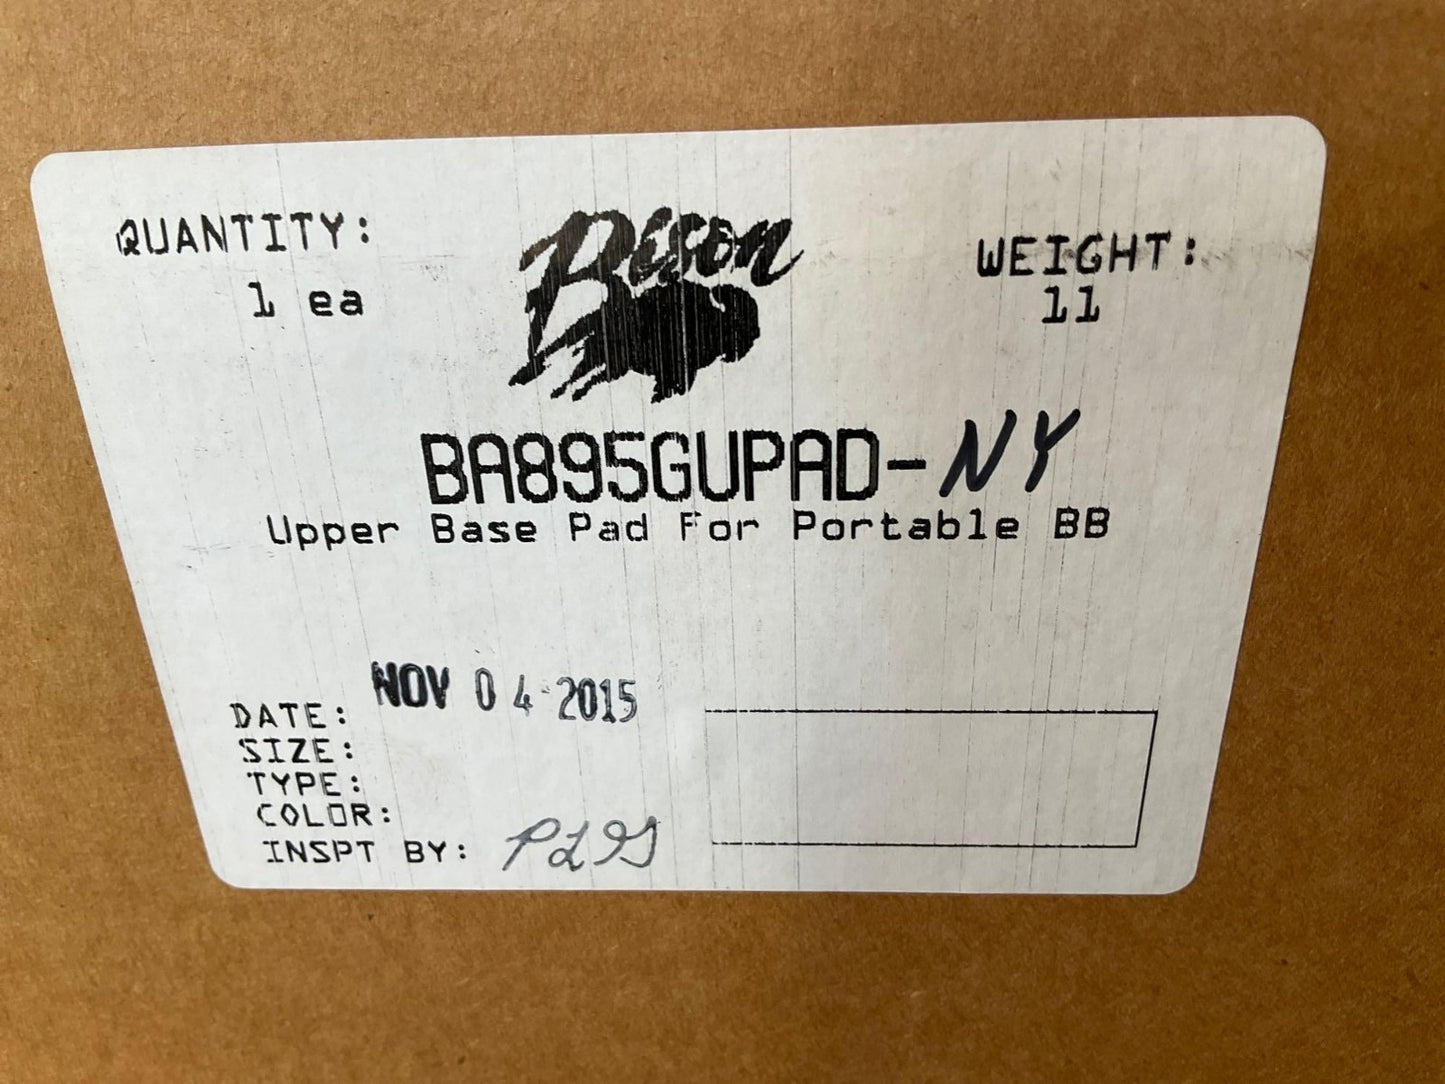 QUANTITY:
1 ea
Bison
WEIGHT:
11
BA895GUPAD-NY
Upper Base Pad For Portable BB
DATE: NOV 04 2015
SIZE:
TYPE:
COLOR:
INSPT BY: